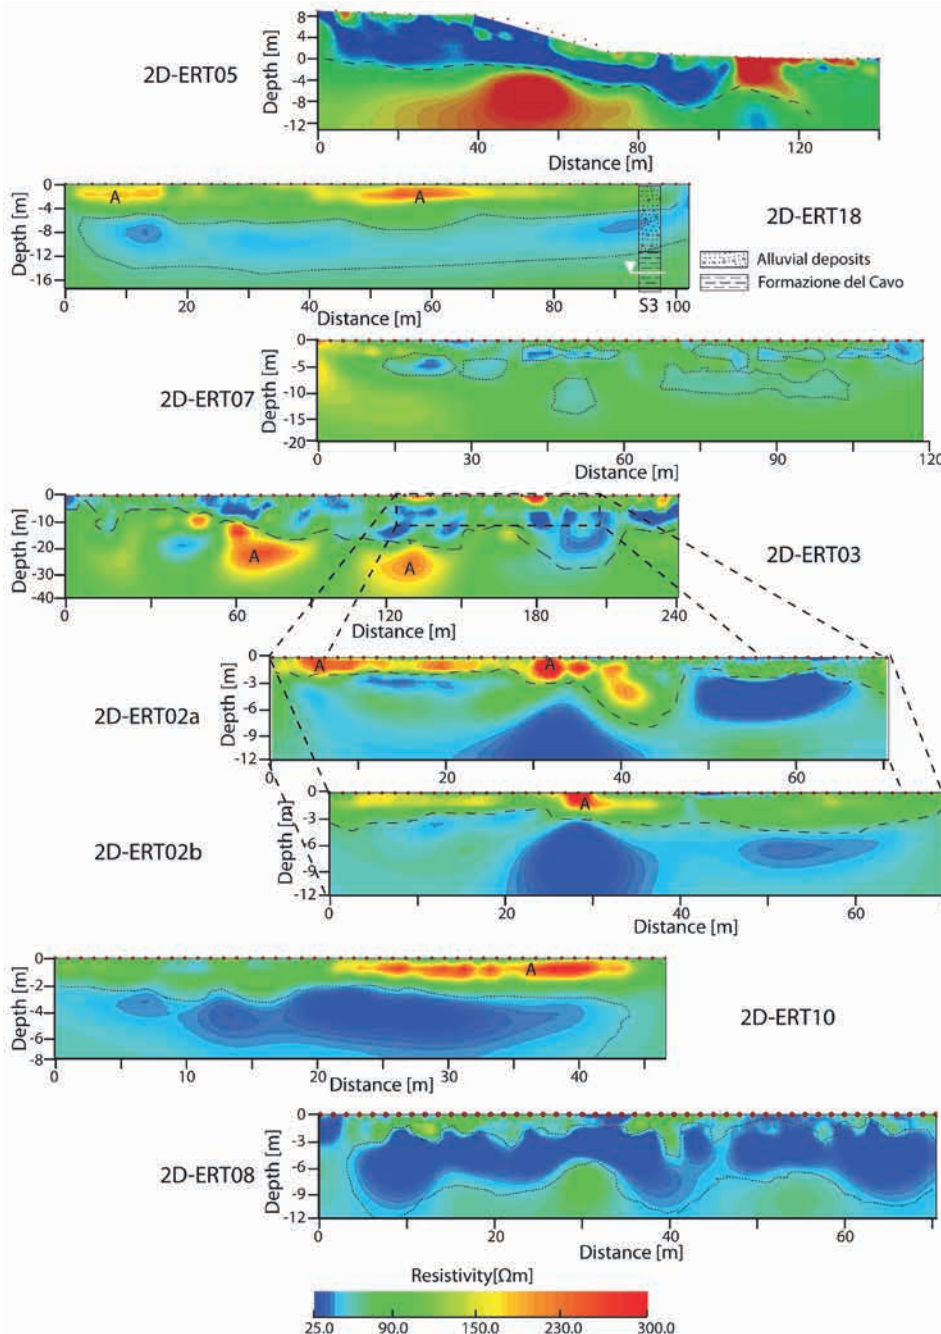 2D-ERT05
Depth [m]
8
4
0
-4
-8
-12
0 40 80 120
Distance [m]
2D-ERT18
Depth [m]
0
-4
-8
-12
-16
A A
S3
0 20 40 60 80 100
Distance [m]
Alluvial deposits
Formazione del Cavo
2D-ERT07
Depth [m]
0
-5
-10
-15
-20
0 30 60 90 120
Distance [m]
2D-ERT03
Depth [m]
0
-10
-20
-30
-40
A A
0 60 120 180 240
Distance [m]
2D-ERT02a
Depth [m]
0
-3
-6
-9
-12
A A
0 20 40 60
2D-ERT02b
Depth [m]
0
-3
-6
-9
-12
A
0 20 40 60
Distance [m]
2D-ERT10
Depth [m]
0
-2
-4
-6
-8
A
0 10 20 30 40
Distance [m]
2D-ERT08
Depth [m]
0
-3
-6
-9
-12
0 20 40 60
Distance [m]
Resistivity[Ωm]
25.0 90.0 150.0 230.0 300.0